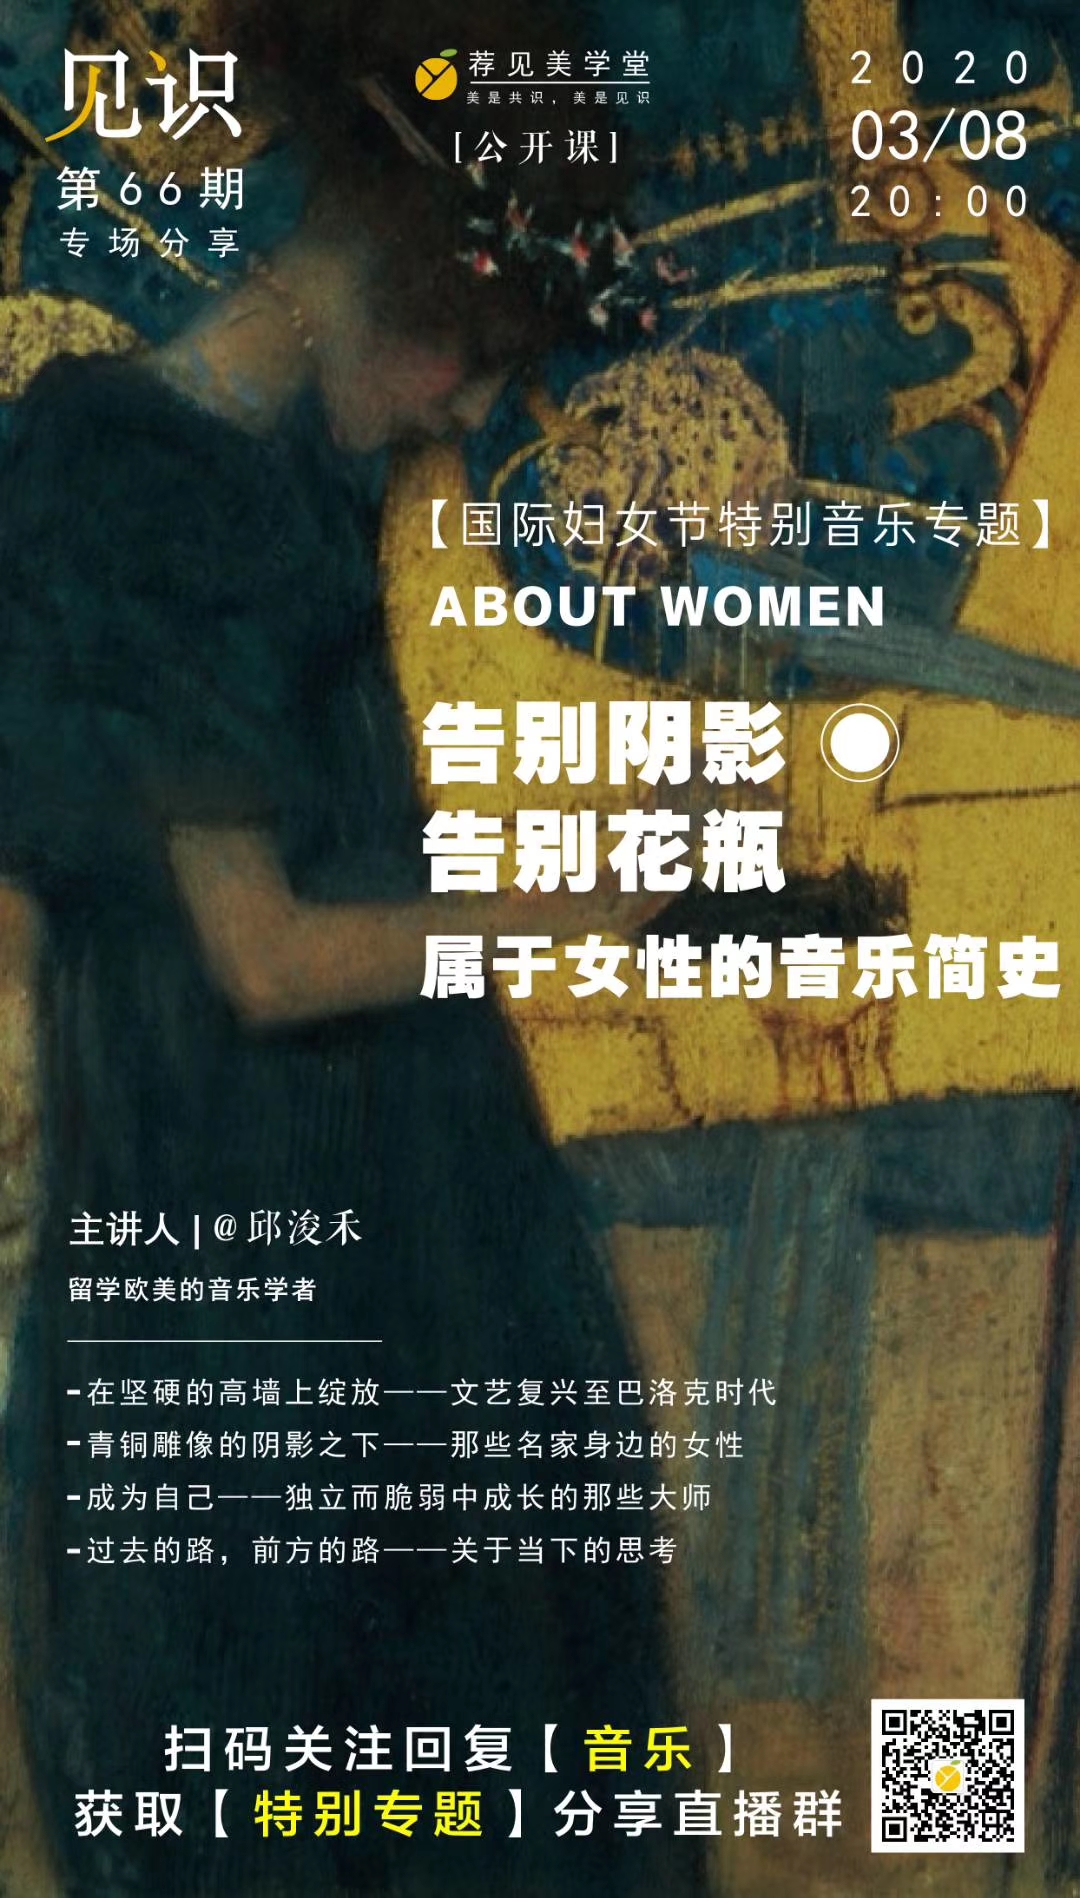 见识
第66期
专场分享
荐见美学堂
美是共识，美是见识
[公开课]
2020
03/08
20:00
【国际妇女节特别音乐专题】
ABOUT WOMEN
告别阴影
告别花瓶
属于女性的音乐简史
主讲人 | @邱浚禾
留学欧美的音乐学者
-在坚硬的高墙上绽放——文艺复兴至巴洛克时代
-青铜雕像的阴影之下——那些名家身边的女性
-成为自己——独立而脆弱中成长的那些大师
-过去的路，前方的路——关于当下的思考
扫码关注回复【音乐】
获取【特别专题】分享直播群